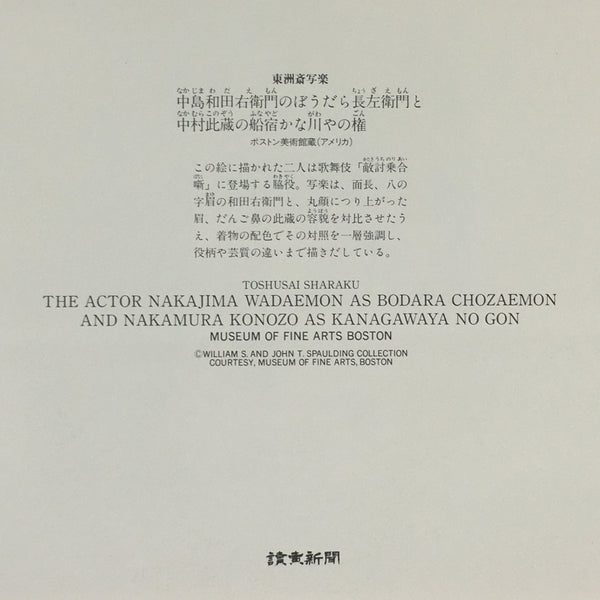 東洲斎写楽
中島和田右衛門のぼうだら長左衛門と
中村此蔵の船宿かな川やの権
ボストン美術館蔵(アメリカ)
この絵に描かれた二人は歌舞伎「敵討乗合
噺」に登場する脇役。写楽は、面長、八の
字眉の和田右衛門と、丸顔につり上がった
眉、だんご鼻の此蔵の容貌を対比させたう
え、着物の配色でその対照を一層強調し、
役柄や芸質の違いまで描きだしている。
TOSHUSAI SHARAKU
THE ACTOR NAKAJIMA WADAEMON AS BODARA CHOZAEMON
AND NAKAMURA KONOZO AS KANAGAWAYA NO GON
MUSEUM OF FINE ARTS BOSTON
©WILLIAM S. AND JOHN T. SPAULDING COLLECTION
COURTESY, MUSEUM OF FINE ARTS, BOSTON
讀賣新聞